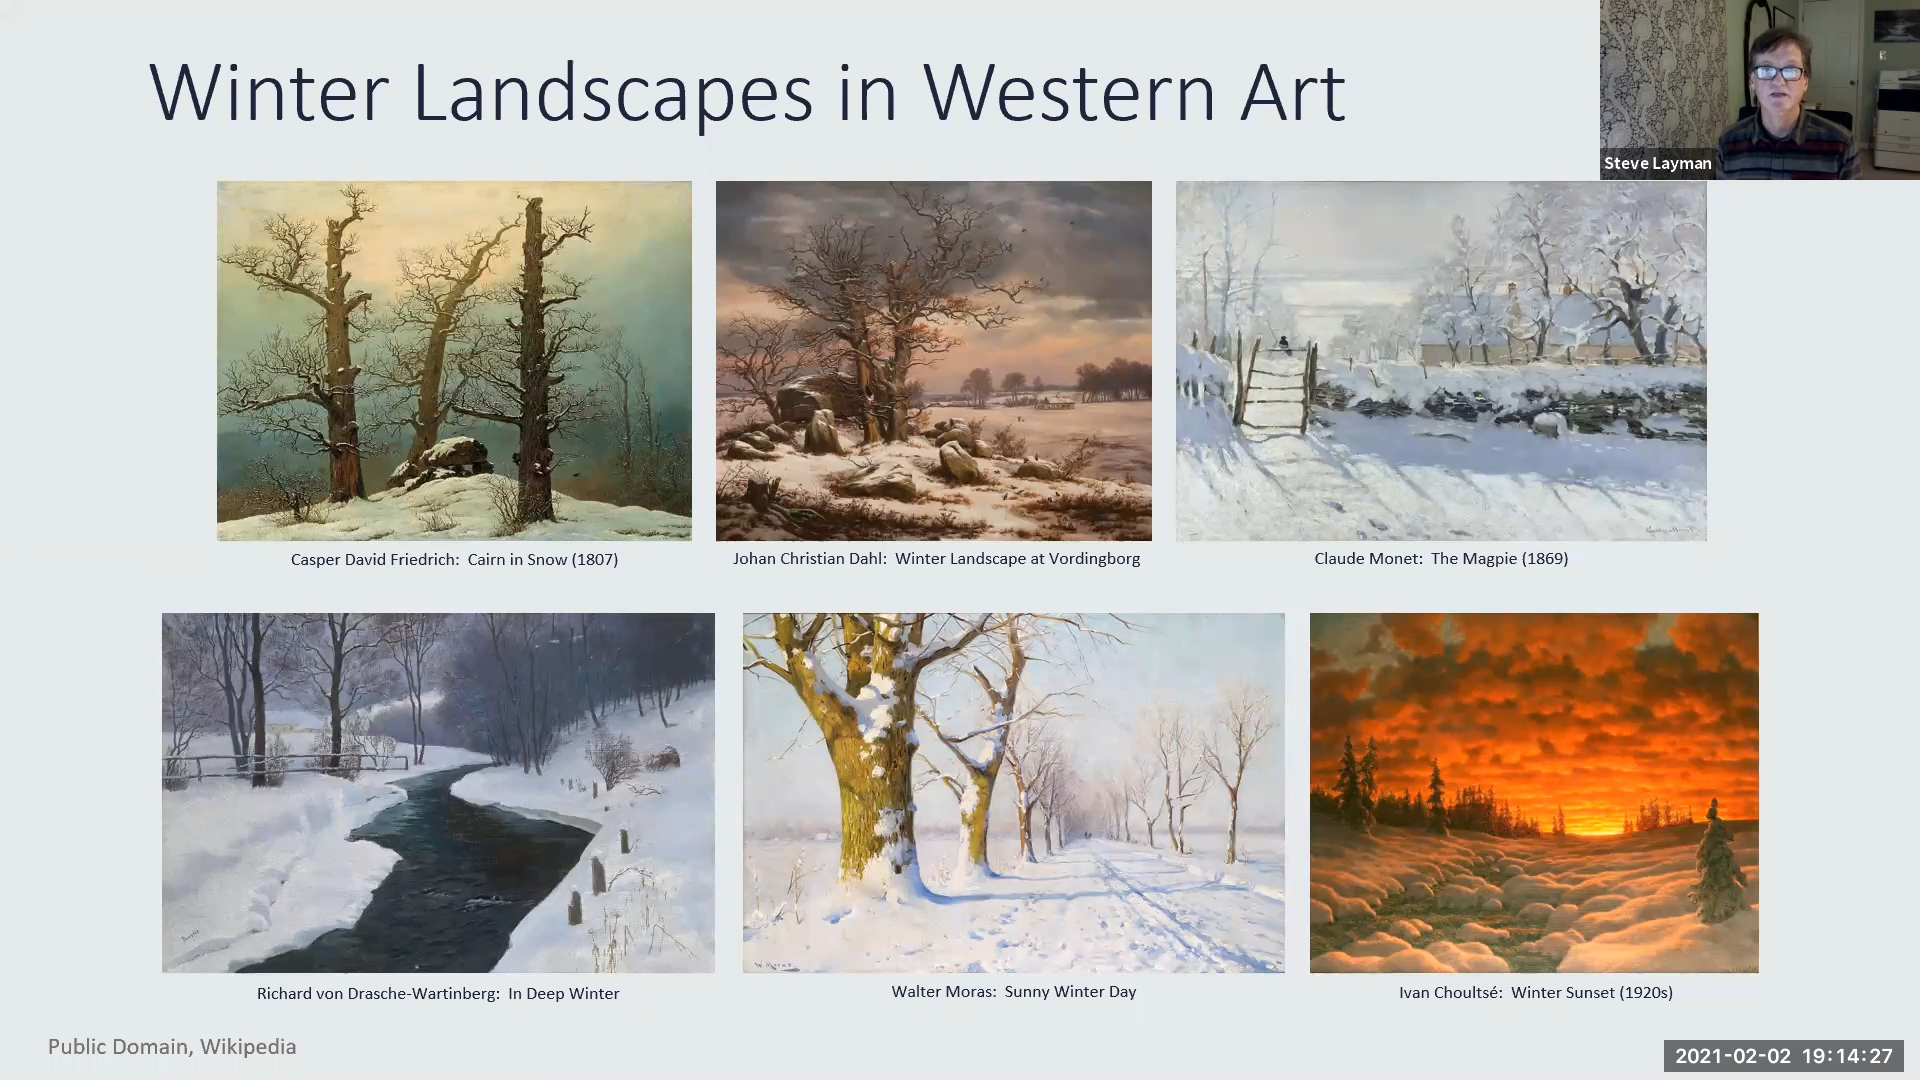 Winter Landscapes in Western Art
Steve Layman
Casper David Friedrich: Cairn in Snow (1807)
Johan Christian Dahl: Winter Landscape at Vordingborg
Claude Monet: The Magpie (1869)
Richard von Drasche-Wartinberg: In Deep Winter
Walter Moras: Sunny Winter Day
Ivan Choultsé: Winter Sunset (1920s)
Public Domain, Wikipedia
2021-02-02 19:14:27